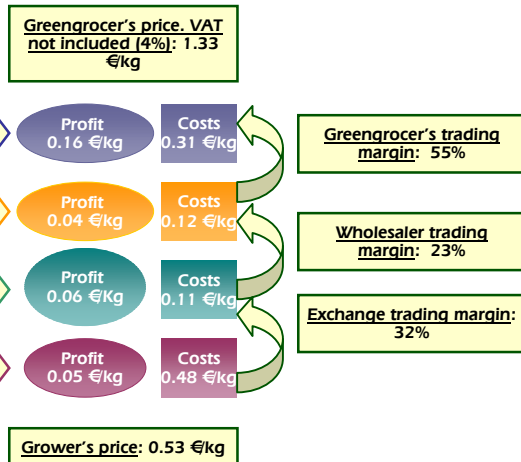 Greengrocer's price. VAT
not included (4%): 1.33
€/kg
Profit
0.16 €/kg
Costs
0.31 €/kg
Greengrocer's trading
margin: 55%
Profit
0.04 €/kg
Costs
0.12 €/kg
Wholesaler trading
margin: 23%
Profit
0.06 €/Kg
Costs
0.11 €/kg
Exchange trading margin:
32%
Profit
0.05 €/kg
Costs
0.48 €/kg
Grower's price: 0.53 €/kg